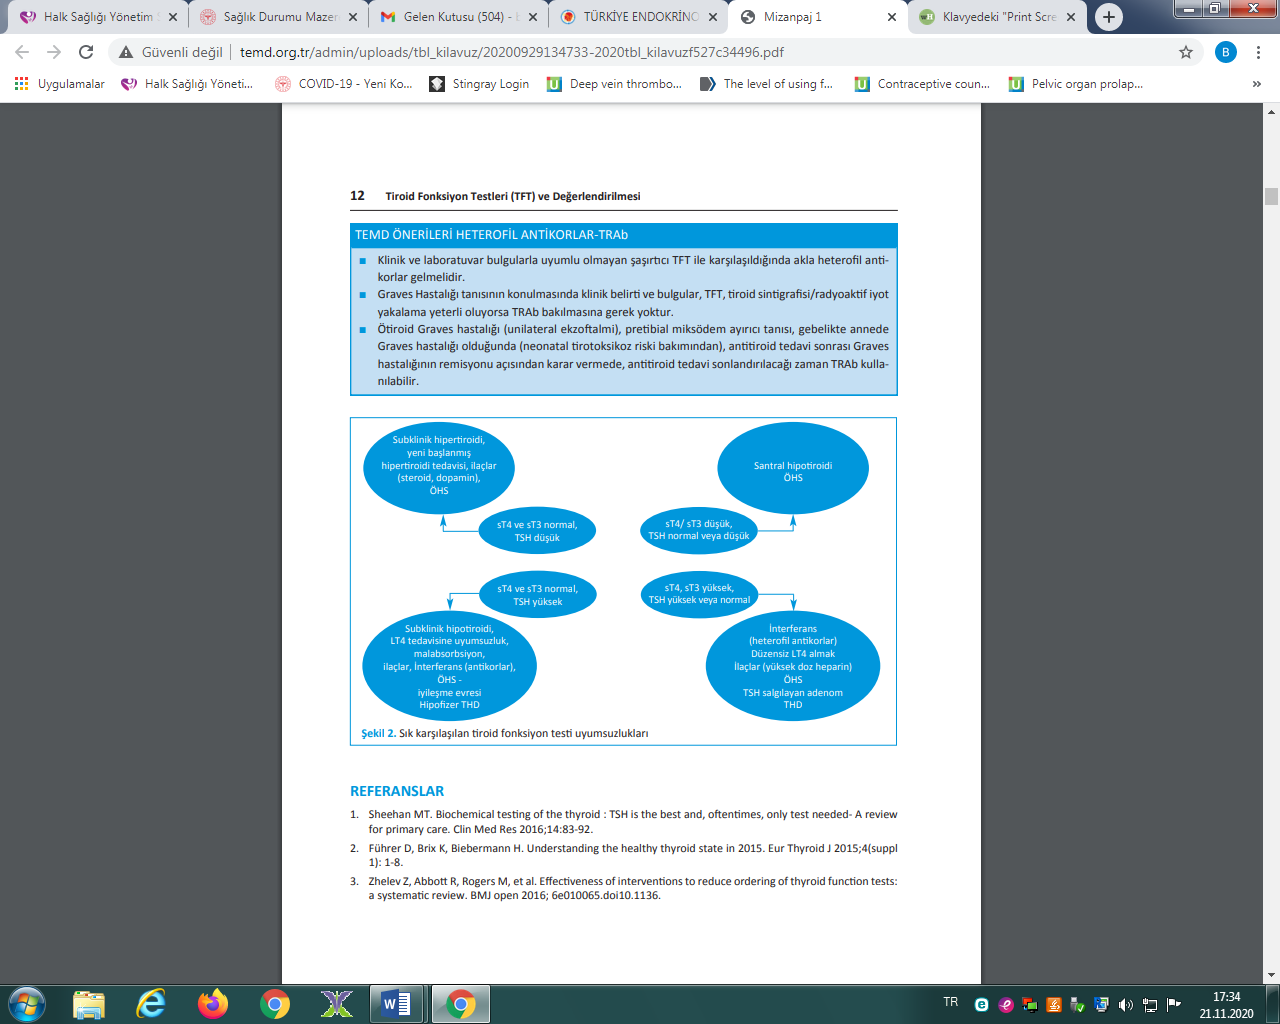 Halk Sağlığı Yönetim S
Sağlık Durumu Mazere
Gelen Kutusu (504) - b
TÜRKİYE ENDOKRİNO
Mizanpaj 1
Klavyedeki "Print Scre
Güvenli değil
temd.org.tr/admin/uploads/tbl_kilavuz/20200929134733-2020tbl_kilavuzf527c34496.pdf
B
Uygulamalar
Halk Sağlığı Yöneti...
COVID-19 - Yeni Ko...
Stingray Login
Deep vein thrombo...
The level of using f...
Contraceptive coun...
Pelvic organ prolap...
»
12 Tiroid Fonksiyon Testleri (TFT) ve Değerlendirilmesi
TEMD ÖNERİLERİ HETEROFİL ANTİKORLAR-TRAb
Klinik ve laboratuvar bulgularla uyumlu olmayan şaşırtıcı TFT ile karşılaşıldığında akla heterofil anti-
korlar gelmelidir.
Graves Hastalığı tanısının konulmasında klinik belirti ve bulgular, TFT, tiroid sintigrafisi/radyoaktif iyot
yakalama yeterli oluyorsa TRAb bakılmasına gerek yoktur.
Ötiroid Graves hastalığı (unilateral ekzoftalmi), pretibial miksödem ayırıcı tanısı, gebelikte annede
Graves hastalığı olduğunda (neonatal tirotoksikoz riski bakımından), antitiroid tedavi sonrası Graves
hastalığının remisyonu açısından karar vermede, antitiroid tedavi sonlandırılacağı zaman TRAb kulla-
nılabilir.
Subklinik hipertiroidi,
yeni başlanmış
hipertiroidi tedavisi, ilaçlar
(steroid, dopamin),
ÖHS
sT4 ve sT3 normal,
TSH düşük
Santral hipotiroidi
ÖHS
sT4/ sT3 düşük,
TSH normal veya düşük
sT4 ve sT3 normal,
TSH yüksek
Subklinik hipotiroidi,
LT4 tedavisine uyumsuzluk,
malabsorbsiyon,
ilaçlar, İnterferans (antikorlar),
ÖHS -
iyileşme evresi
Hipofizer THD
sT4, sT3 yüksek,
TSH yüksek veya normal
İnterferans
(heterofil antikorlar)
Düzensiz LT4 almak
İlaçlar (yüksek doz heparin)
ÖHS
TSH salgılayan adenom
THD
Şekil 2. Sık karşılaşılan tiroid fonksiyon testi uyumsuzlukları
REFERANSLAR
1. Sheehan MT. Biochemical testing of the thyroid : TSH is the best and, oftentimes, only test needed- A review
for primary care. Clin Med Res 2016;14:83-92.
2. Führer D, Brix K, Biebermann H. Understanding the healthy thyroid state in 2015. Eur Thyroid J 2015;4(suppl
1): 1-8.
3. Zhelev Z, Abbott R, Rogers M, et al. Effectiveness of interventions to reduce ordering of thyroid function tests:
a systematic review. BMJ open 2016; 6e010065.doi10.1136.
TR
17:34
21.11.2020